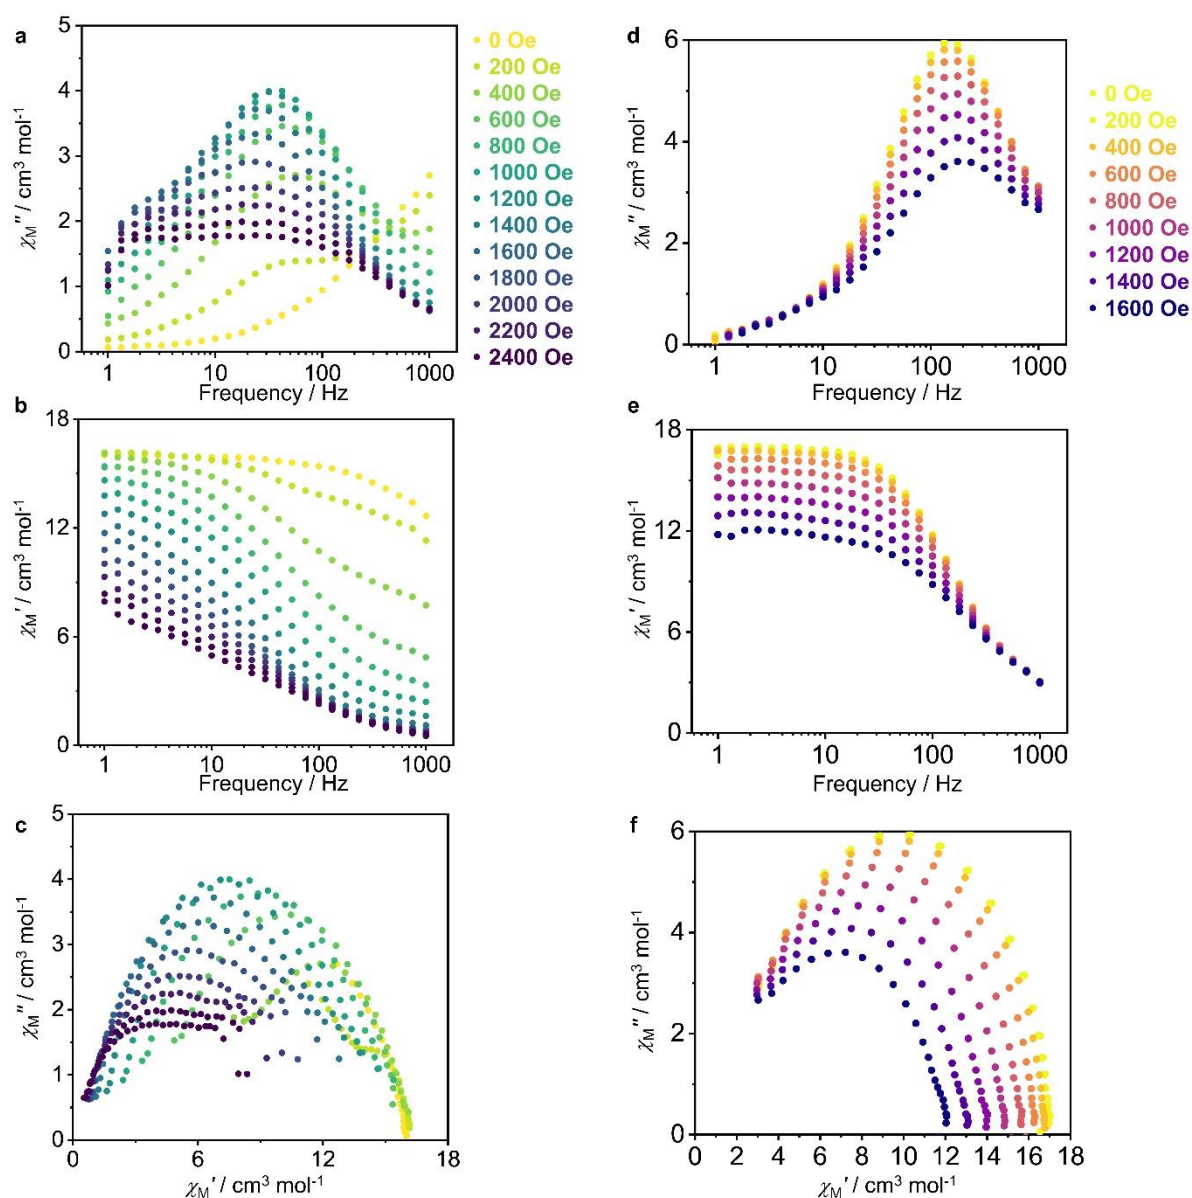 a
5
4
3
2
1
0
χM″ / cm³ mol⁻¹
1 10 100 1000
Frequency / Hz
0 Oe
200 Oe
400 Oe
600 Oe
800 Oe
1000 Oe
1200 Oe
1400 Oe
1600 Oe
1800 Oe
2000 Oe
2200 Oe
2400 Oe
d
6
4
2
0
χM″ / cm³ mol⁻¹
1 10 100 1000
Frequency / Hz
0 Oe
200 Oe
400 Oe
600 Oe
800 Oe
1000 Oe
1200 Oe
1400 Oe
1600 Oe
b
18
12
6
0
χM′ / cm³ mol⁻¹
1 10 100 1000
Frequency / Hz
e
18
12
6
0
χM′ / cm³ mol⁻¹
1 10 100 1000
Frequency / Hz
c
5
4
3
2
1
0
χM″ / cm³ mol⁻¹
0 6 12 18
χM′ / cm³ mol⁻¹
f
6
4
2
0
χM″ / cm³ mol⁻¹
0 2 4 6 8 10 12 14 16 18
χM′ / cm³ mol⁻¹